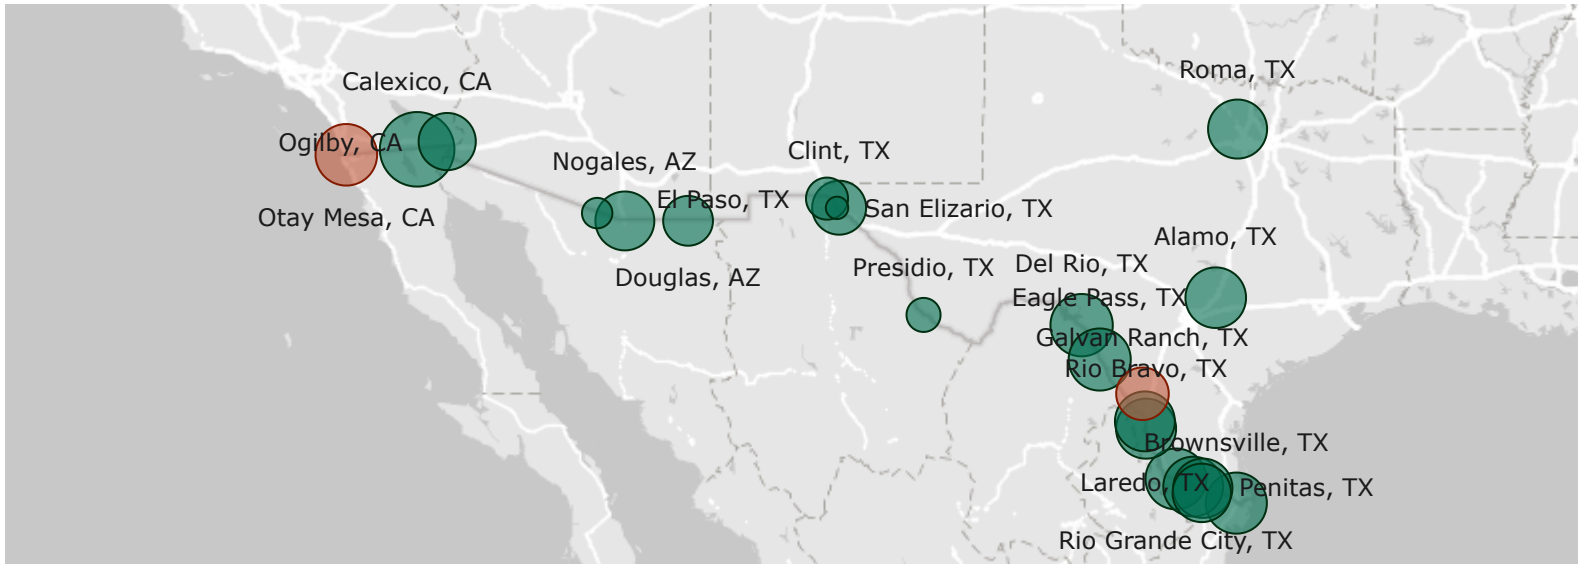 Roma, TX
Calexico, CA
Ogilby, CA
Clint, TX
Nogales, AZ
El Paso, TX
San Elizario, TX
Otay Mesa, CA
Alamo, TX
Del Rio, TX
Presidio, TX
Douglas, AZ
Eagle Pass, TX
Galvan Ranch, TX
Rio Bravo, TX
Brownsville, TX
Laredo, TX
Penitas, TX
Rio Grande City, TX